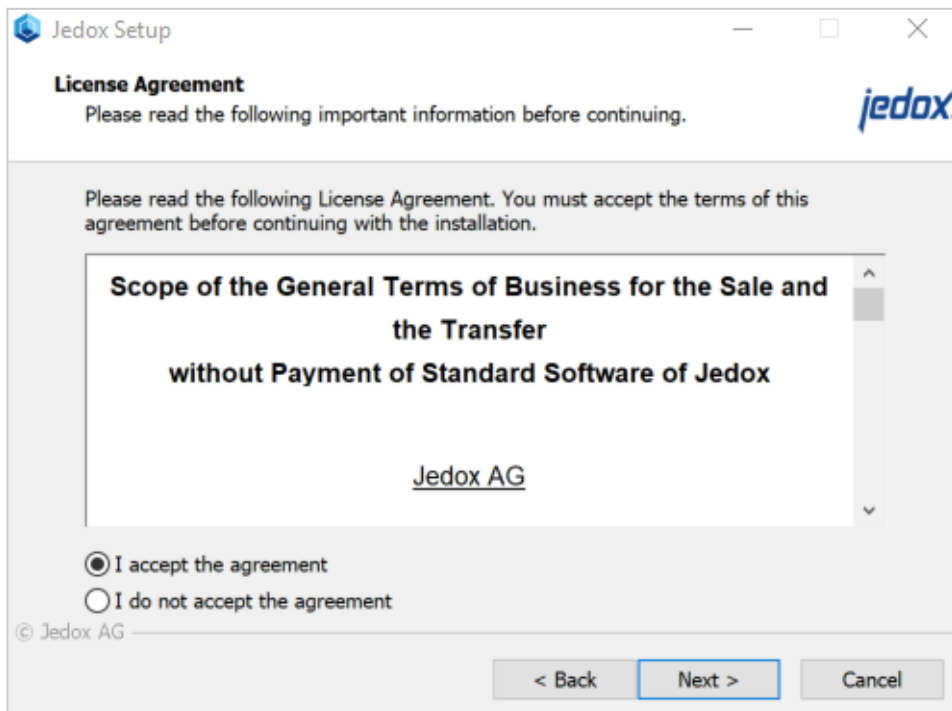 Jedox Setup
License Agreement
Please read the following important information before continuing.
jedox.
Please read the following License Agreement. You must accept the terms of this
agreement before continuing with the installation.
Scope of the General Terms of Business for the Sale and
the Transfer
without Payment of Standard Software of Jedox
Jedox AG
I accept the agreement
I do not accept the agreement
© Jedox AG
< Back
Next >
Cancel